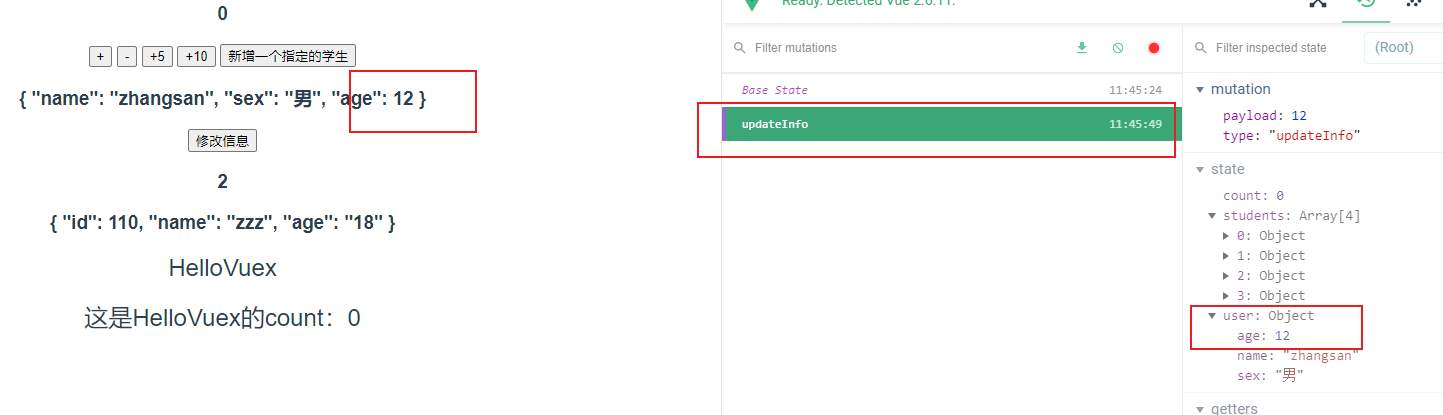 0
+ - +5 +10 新增一个指定的学生
{ "name": "zhangsan", "sex": "男", "age": 12 }
修改信息
2
{ "id": 110, "name": "zzz", "age": "18" }
HelloVuex
这是HelloVuex的count：0
Ready. Detected Vue 2.6.11.
Filter mutations
Base State 11:45:24
updateInfo 11:45:49
Filter inspected state
(Root)
mutation
payload: 12
type: "updateInfo"
state
count: 0
students: Array[4]
0: Object
1: Object
2: Object
3: Object
user: Object
age: 12
name: "zhangsan"
sex: "男"
getters